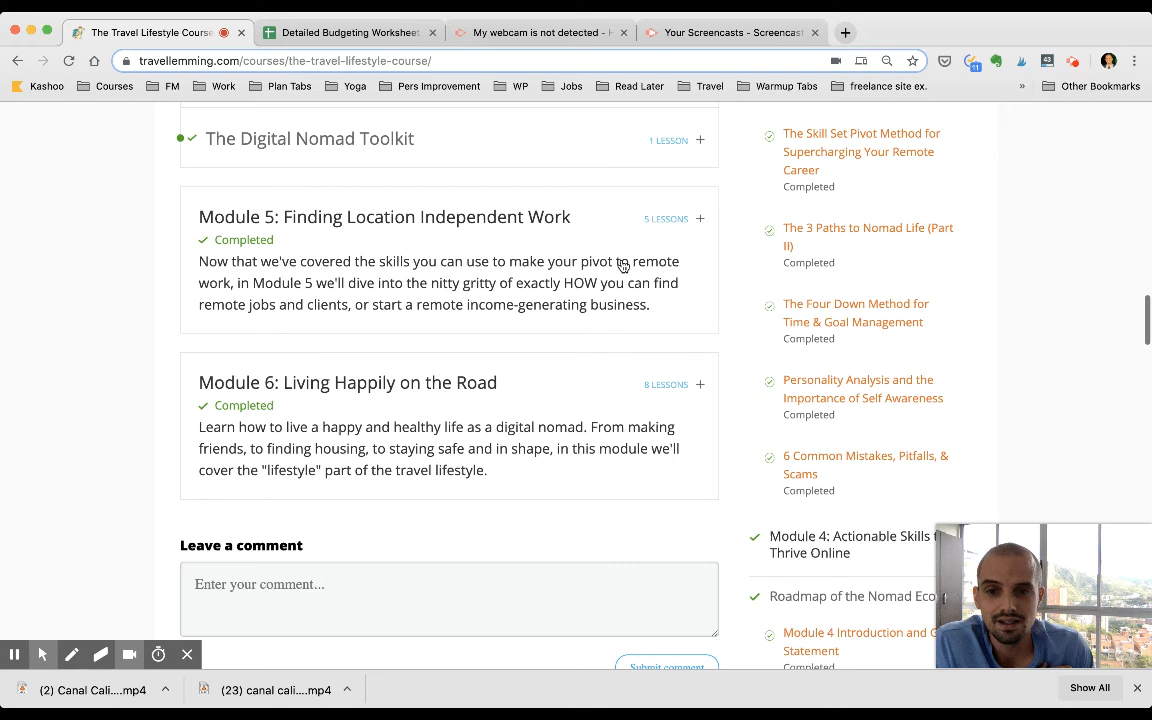 The Travel Lifestyle Course
Detailed Budgeting Worksheet
My webcam is not detected - H
Your Screencasts - Screencast
travellemming.com/courses/the-travel-lifestyle-course/
11
43
Kashoo
Courses
FM
Work
Plan Tabs
Yoga
Pers Improvement
WP
Jobs
Read Later
Travel
Warmup Tabs
freelance site ex.
»
Other Bookmarks
The Digital Nomad Toolkit
1 LESSON +
Module 5: Finding Location Independent Work
5 LESSONS +
Completed
Now that we've covered the skills you can use to make your pivot to remote
work, in Module 5 we'll dive into the nitty gritty of exactly HOW you can find
remote jobs and clients, or start a remote income-generating business.
Module 6: Living Happily on the Road
8 LESSONS +
Completed
Learn how to live a happy and healthy life as a digital nomad. From making
friends, to finding housing, to staying safe and in shape, in this module we'll
cover the "lifestyle" part of the travel lifestyle.
Leave a comment
Enter your comment...
Submit comment
The Skill Set Pivot Method for
Supercharging Your Remote
Career
Completed
The 3 Paths to Nomad Life (Part
II)
Completed
The Four Down Method for
Time & Goal Management
Completed
Personality Analysis and the
Importance of Self Awareness
Completed
6 Common Mistakes, Pitfalls, &
Scams
Completed
Module 4: Actionable Skills t
Thrive Online
Roadmap of the Nomad Eco
Module 4 Introduction and G
Statement
Completed
(2) Canal Cali....mp4
(23) canal cali....mp4
Show All